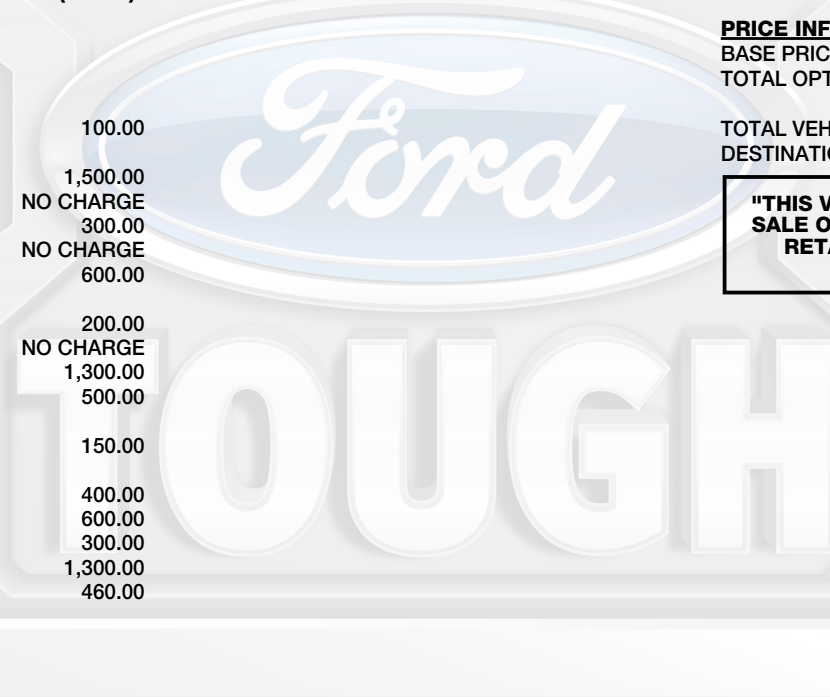 PRICE INF
BASE PRIC
TOTAL OPT
TOTAL VEH
DESTINATIO
"THIS V
SALE O
RETA
100.00
1,500.00
NO CHARGE
300.00
NO CHARGE
600.00
200.00
NO CHARGE
1,300.00
500.00
150.00
400.00
600.00
300.00
1,300.00
460.00
Ford
TOUGH